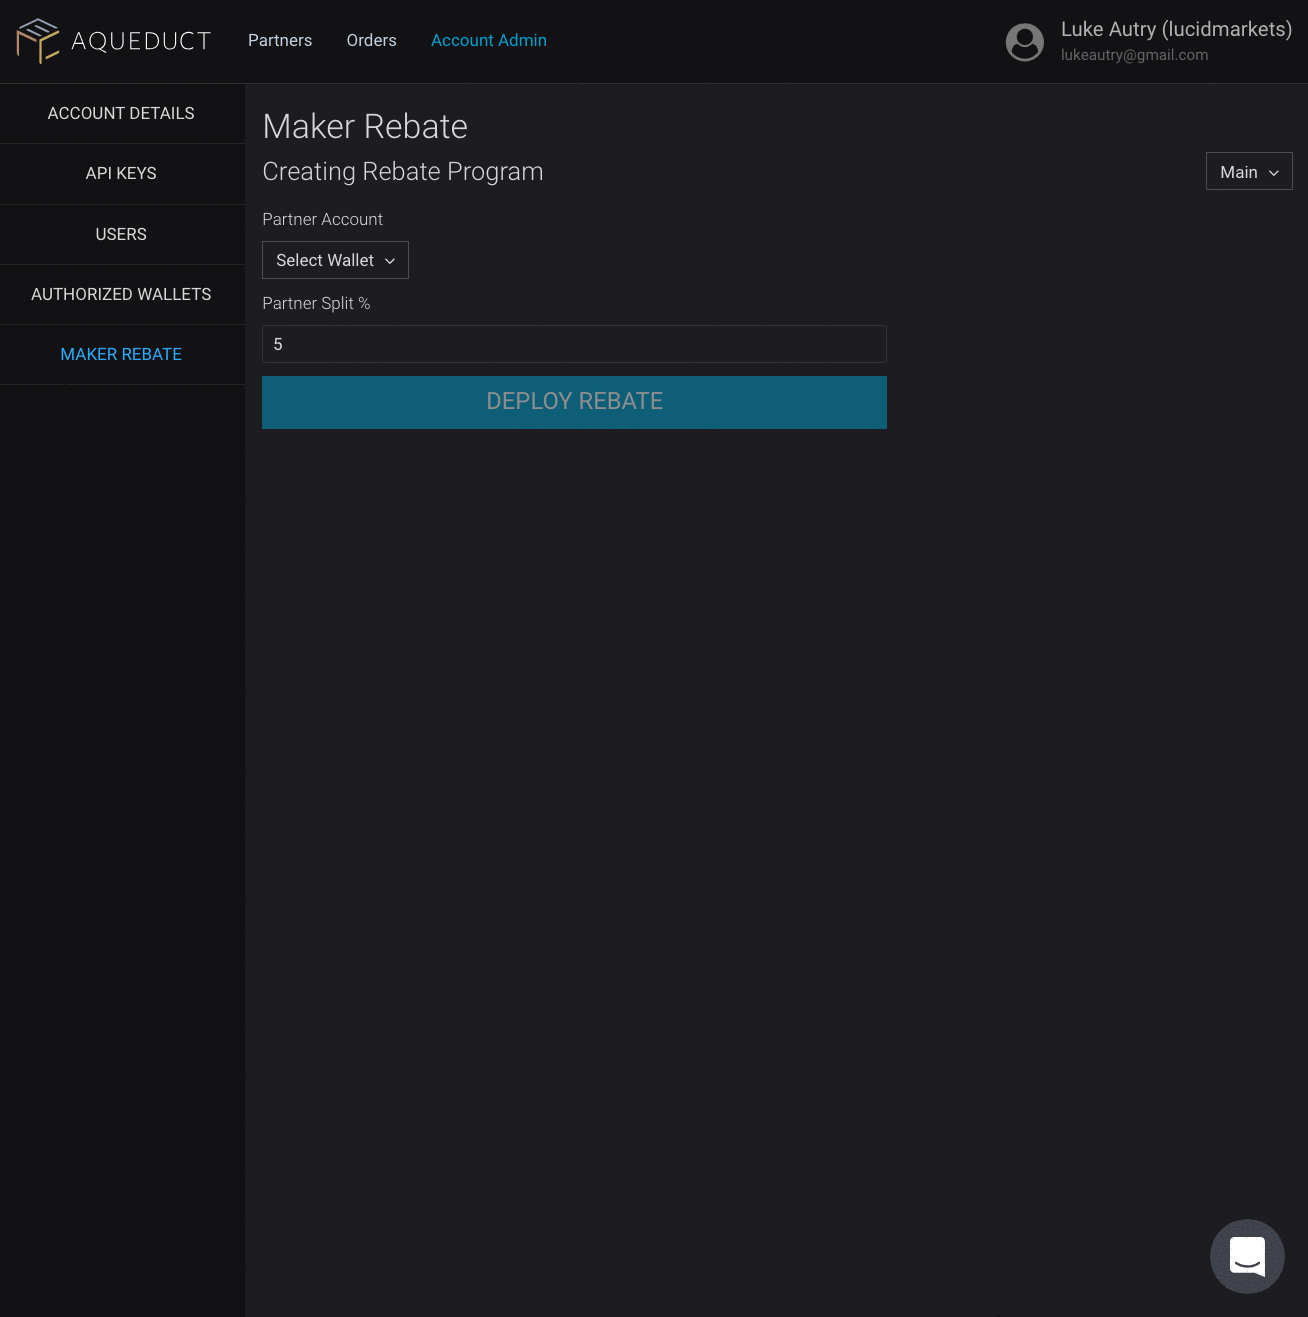 AQUEDUCT
Partners Orders Account Admin
Luke Autry (lucidmarkets)
lukeautry@gmail.com
ACCOUNT DETAILS
API KEYS
USERS
AUTHORIZED WALLETS
MAKER REBATE
Maker Rebate
Creating Rebate Program
Main
Partner Account
Select Wallet
Partner Split %
5
DEPLOY REBATE